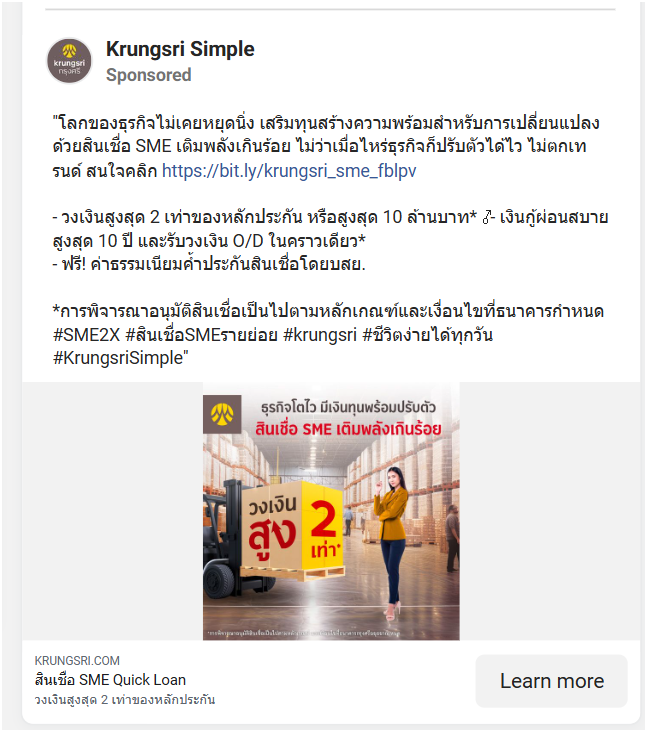 krungsri
กรุงศรี
Krungsri Simple
Sponsored
"โลกของธุรกิจไม่เคยหยุดนิ่ง เสริมทุนสร้างความพร้อมสำหรับการเปลี่ยนแปลง
ด้วยสินเชื่อ SME เติมพลังเกินร้อย ไม่ว่าเมื่อไหร่ธุรกิจก็ปรับตัวได้ไว ไม่ตกเท
รนด์ สนใจคลิก https://bit.ly/krungsri_sme_fblpv
- วงเงินสูงสุด 2 เท่าของหลักประกัน หรือสูงสุด 10 ล้านบาท* - เงินกู้ผ่อนสบาย
สูงสุด 10 ปี และรับวงเงิน O/D ในคราวเดียว*
- ฟรี! ค่าธรรมเนียมค้ำประกันสินเชื่อโดยบสย.
*การพิจารณาอนุมัติสินเชื่อเป็นไปตามหลักเกณฑ์และเงื่อนไขที่ธนาคารกำหนด
#SME2X #สินเชื่อSMEรายย่อย #krungsri #ชีวิตง่ายได้ทุกวัน
#KrungsriSimple"
ธุรกิจโตไว มีเงินทุนพร้อมปรับตัว
สินเชื่อ SME เติมพลังเกินร้อย
วงเงิน
สูง
2
เท่า*
KRUNGSRI.COM
สินเชื่อ SME Quick Loan
วงเงินสูงสุด 2 เท่าของหลักประกัน
Learn more